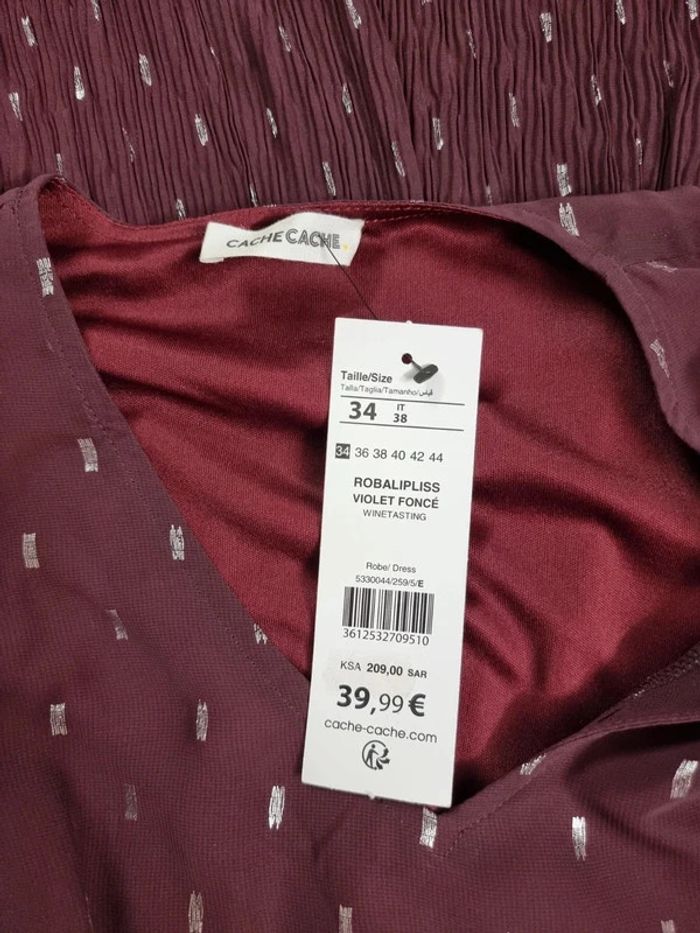 CACHE CACHE.
Taille/Size
Talla/Taglia/Tamanho/قياس
34 IT 38
34 36 38 40 42 44
ROBALIPLISS
VIOLET FONCÉ
WINETASTING
Robe/ Dress
5330044/259/5/E
3612532709510
KSA 209,00 SAR
39,99 €
cache-cache.com